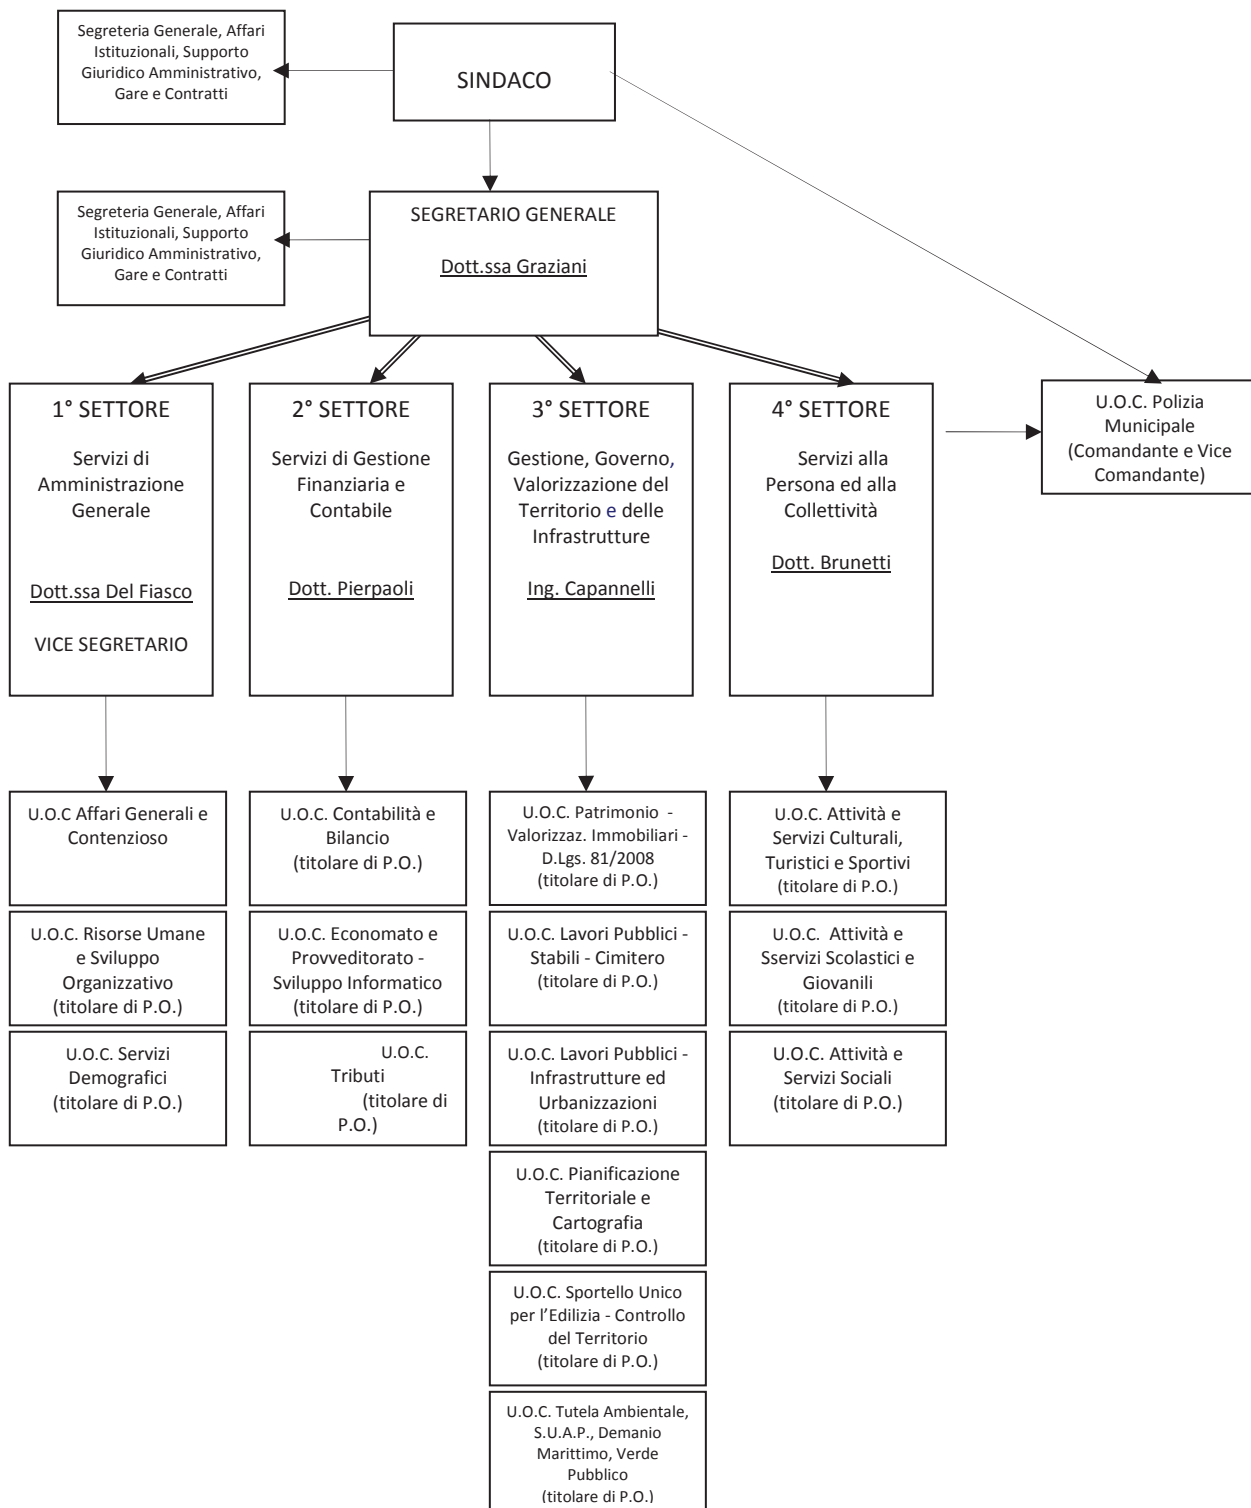 Segreteria Generale, Affari
Istituzionali, Supporto
Giuridico Amministrativo,
Gare e Contratti
SINDACO
Segreteria Generale, Affari
Istituzionali, Supporto
Giuridico Amministrativo,
Gare e Contratti
SEGRETARIO GENERALE
Dott.ssa Graziani
1° SETTORE
Servizi di
Amministrazione
Generale
Dott.ssa Del Fiasco
VICE SEGRETARIO
2° SETTORE
Servizi di Gestione
Finanziaria e
Contabile
Dott. Pierpaoli
3° SETTORE
Gestione, Governo,
Valorizzazione del
Territorio e delle
Infrastrutture
Ing. Capannelli
4° SETTORE
Servizi alla
Persona ed alla
Collettività
Dott. Brunetti
U.O.C. Polizia
Municipale
(Comandante e Vice
Comandante)
U.O.C Affari Generali e
Contenzioso
U.O.C. Risorse Umane
e Sviluppo
Organizzativo
(titolare di P.O.)
U.O.C. Servizi
Demografici
(titolare di P.O.)
U.O.C. Contabilità e
Bilancio
(titolare di P.O.)
U.O.C. Economato e
Provveditorato -
Sviluppo Informatico
(titolare di P.O.)
U.O.C.
Tributi
(titolare di
P.O.)
U.O.C. Patrimonio -
Valorizzaz. Immobiliari -
D.Lgs. 81/2008
(titolare di P.O.)
U.O.C. Lavori Pubblici -
Stabili - Cimitero
(titolare di P.O.)
U.O.C. Lavori Pubblici -
Infrastrutture ed
Urbanizzazioni
(titolare di P.O.)
U.O.C. Pianificazione
Territoriale e
Cartografia
(titolare di P.O.)
U.O.C. Sportello Unico
per l’Edilizia - Controllo
del Territorio
(titolare di P.O.)
U.O.C. Tutela Ambientale,
S.U.A.P., Demanio
Marittimo, Verde
Pubblico
(titolare di P.O.)
U.O.C. Attività e
Servizi Culturali,
Turistici e Sportivi
(titolare di P.O.)
U.O.C. Attività e
Sservizi Scolastici e
Giovanili
(titolare di P.O.)
U.O.C. Attività e
Servizi Sociali
(titolare di P.O.)